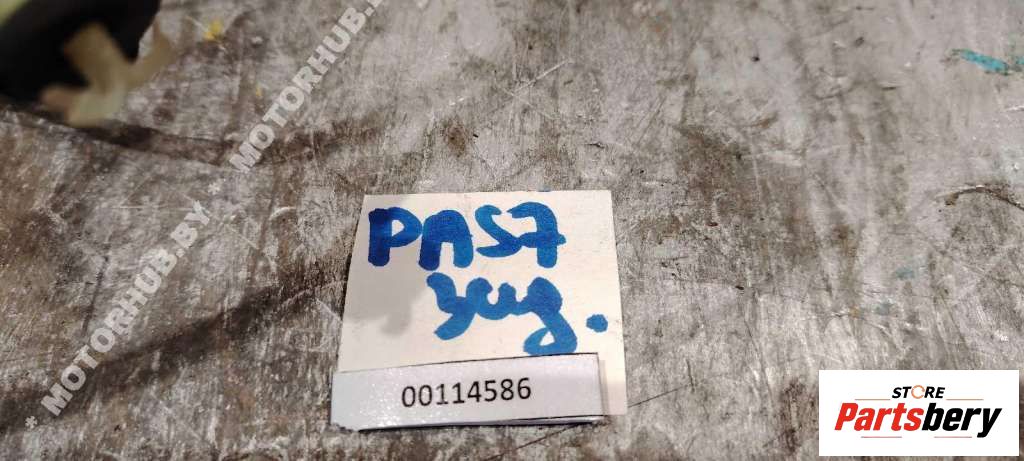 * MOTORHUB.BY * MOTORHUB.BY
PAS7
зад.
00114586
STORE
Partsbery